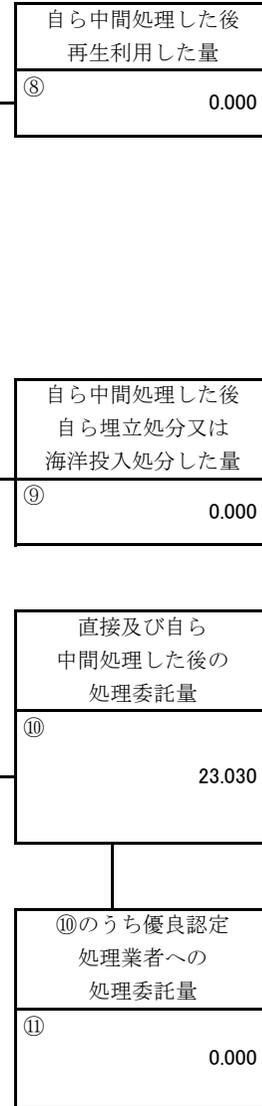 自ら中間処理した後
再生利用した量
⑧
0.000
自ら中間処理した後
自ら埋立処分又は
海洋投入処分した量
⑨
0.000
直接及び自ら
中間処理した後の
処理委託量
⑩
23.030
⑩のうち優良認定
処理業者への
処理委託量
⑪
0.000